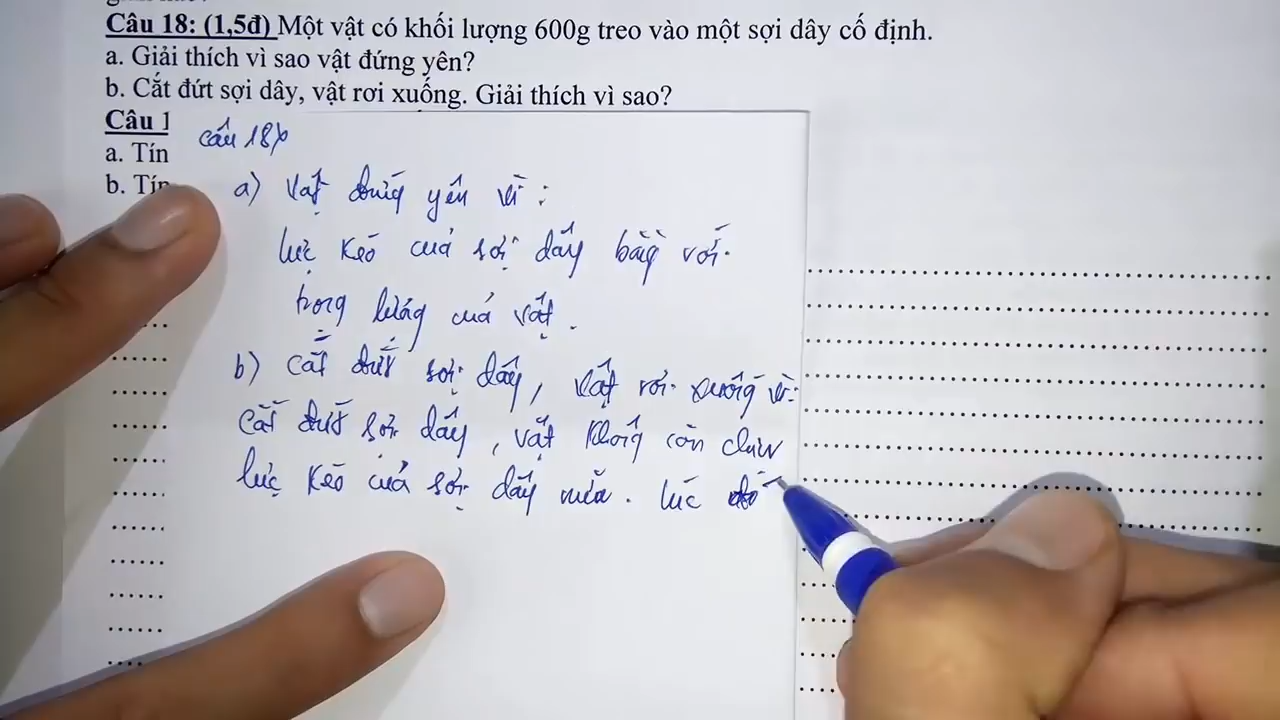 Câu 18: (1,5đ) Một vật có khối lượng 600g treo vào một sợi dây cố định.
a. Giải thích vì sao vật đứng yên?
b. Cắt đứt sợi dây, vật rơi xuống. Giải thích vì sao?
Câu 1
a. Tín
b. Tín
câu 18/
a) Vật đứng yên vì :
lực kéo của sợi dây bằng với
trọng lượng của vật.
b) Cắt đứt sợi dây, vật rơi xuống vì:
Cắt đứt sợi dây, vật không còn chịu
lực kéo của sợi dây nữa. lúc đó